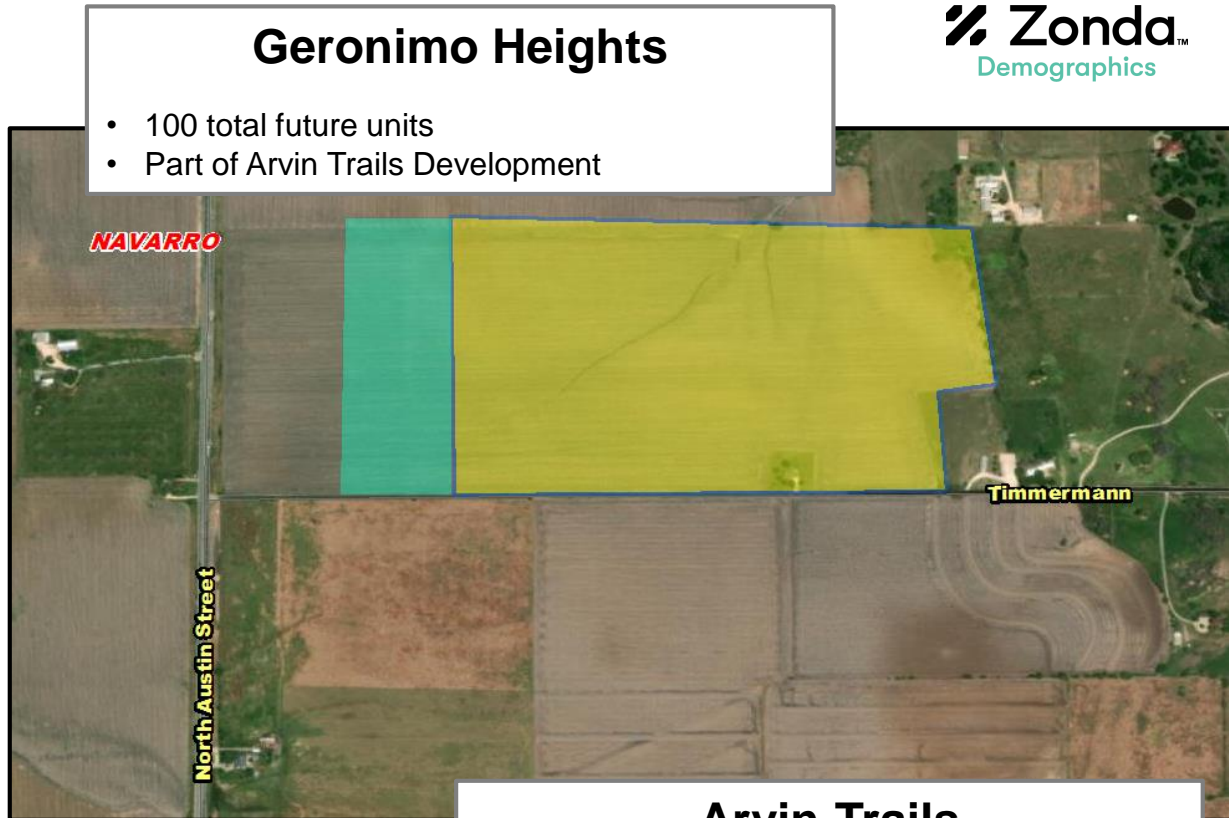 Geronimo Heights
• 100 total future units
• Part of Arvin Trails Development
Zonda™
Demographics
NAVARRO
Timmermann
North Austin Street
Arvin Trails